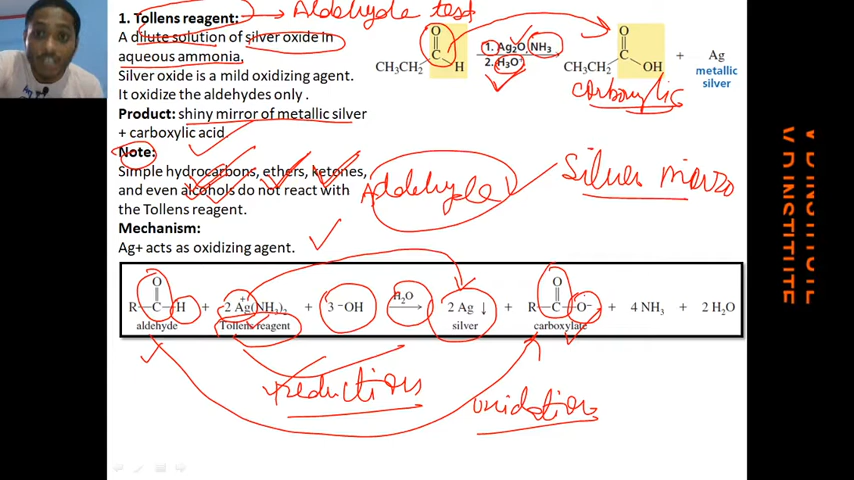 1. Tollens reagent: Aldehyde test
A dilute solution of silver oxide in
aqueous ammonia,
Silver oxide is a mild oxidizing agent.
It oxidize the aldehydes only .
Product: shiny mirror of metallic silver
+ carboxylic acid.
Note:
Simple hydrocarbons, ethers, ketones,
and even alcohols do not react with
the Tollens reagent.
Mechanism:
Ag+ acts as oxidizing agent.
O
CH₃CH₂ C H
1. Ag₂O, NH₃
2. H₃O⁺
O
CH₃CH₂ C OH
+ Ag
metallic
silver
carboxylic
Aldehyde
Silver mirro
R—C—H + 2 Ag(NH₃)₂ + 3 ⁻OH H₂O → 2 Ag ↓ + R—C—O⁻ + 4 NH₃ + 2 H₂O
O O
aldehyde Tollens reagent silver carboxylate
reduction
oxidation
V D INSTITUTE
V D INSTITUTE